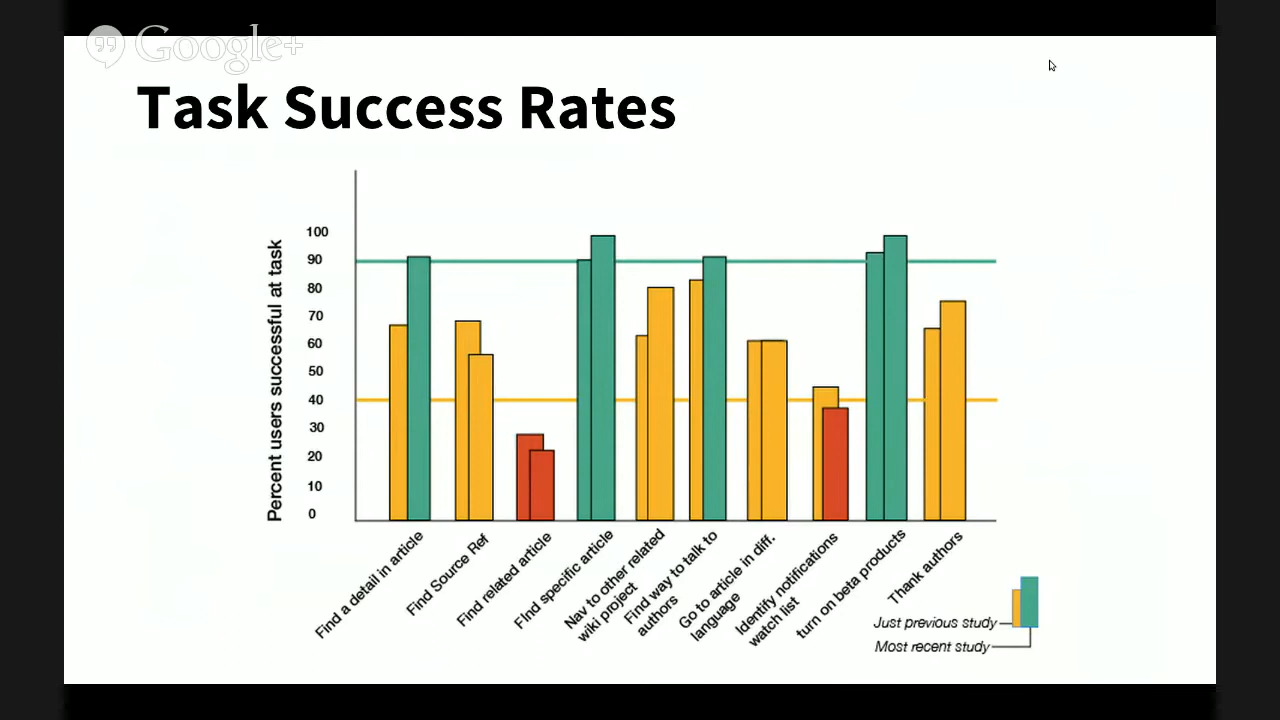 Google+
Task Success Rates
Percent users successful at task
100
90
80
70
60
50
40
30
20
10
0
Find a detail in article
Find Source Ref
Find related article
FInd specific article
Nav to other related
wiki project
Find way to talk to
authors
Go to article in diff.
language
Identify notifications
watch list
turn on beta products
Thank authors
Just previous study
Most recent study